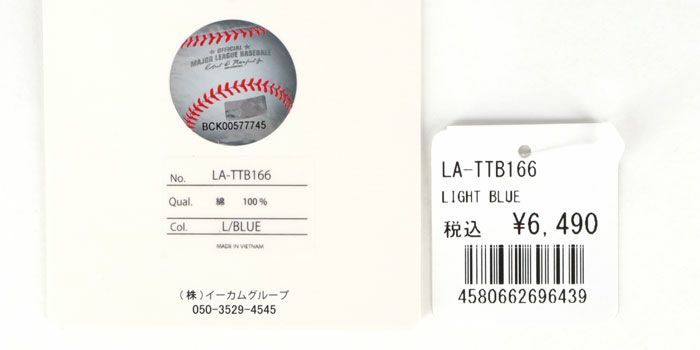 OFFICIAL
MAJOR LEAGUE BASEBALL
BCK00577745
No. LA-TTB166
Qual. 綿 100%
Col. L/BLUE
MADE IN VIETNAM
(株)イーカムグループ
050-3529-4545
LA-TTB166
LIGHT BLUE
税込 ¥6,490
4580662696439